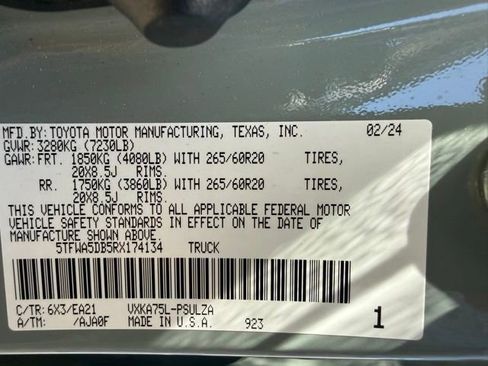 MFD.BY: TOYOTA MOTOR MANUFACTURING, TEXAS, INC. 02/24
GVWR: 3280KG (7230LB)
GAWR: FRT. 1850KG (4080LB) WITH 265/60R20 TIRES,
20X8.5J RIMS.
RR. 1750KG (3860LB) WITH 265/60R20 TIRES,
20X8.5J RIMS.
THIS VEHICLE CONFORMS TO ALL APPLICABLE FEDERAL MOTOR
VEHICLE SAFETY STANDARDS IN EFFECT ON THE DATE OF
MANUFACTURE SHOWN ABOVE
5TFWA5DB5RX174134 TRUCK
C/TR: 6X3/EA21 VXKA75L-PSULZA
A/TM: /AJA0F MADE IN U.S.A. 923 1